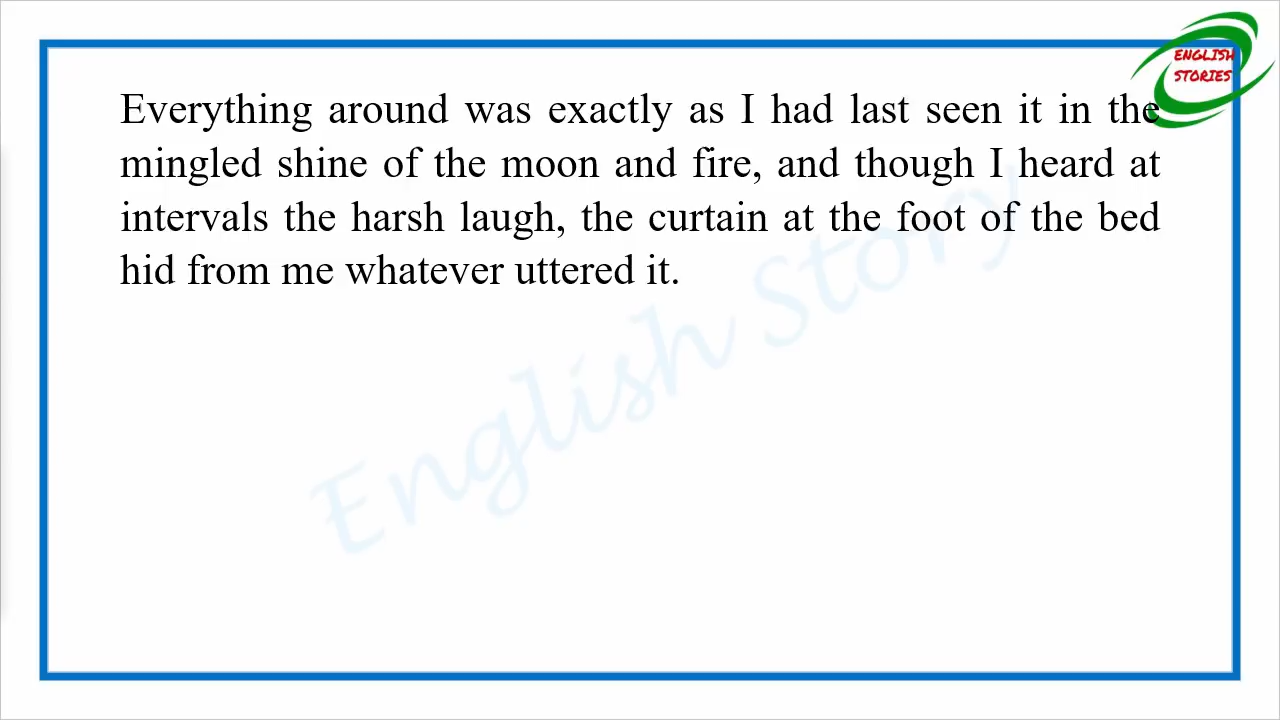 ENGLISH
STORIES
Everything around was exactly as I had last seen it in the
mingled shine of the moon and fire, and though I heard at
intervals the harsh laugh, the curtain at the foot of the bed
hid from me whatever uttered it.
English Story